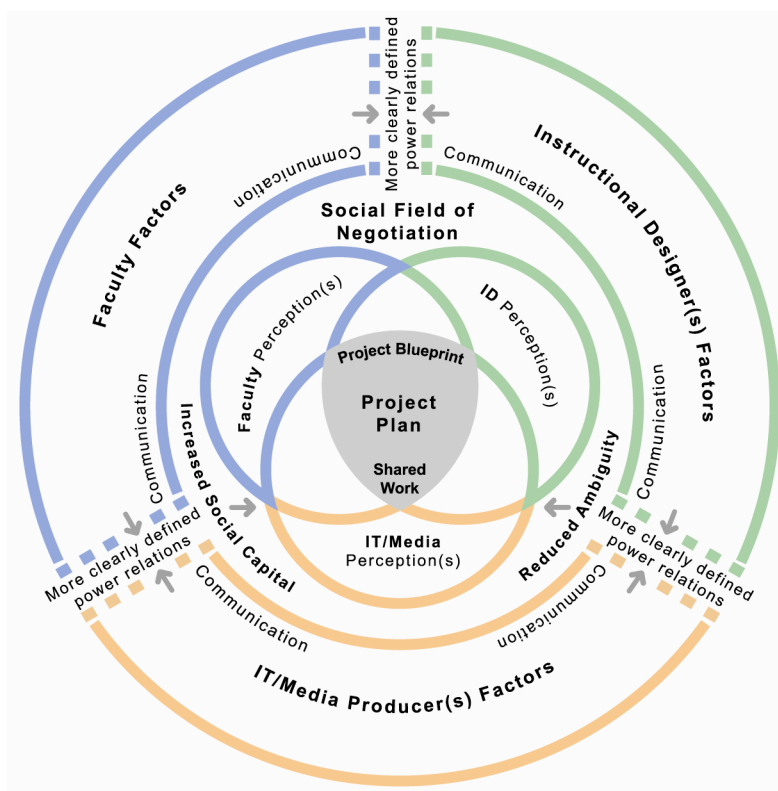 More clearly defined
power relations
Communication
Communication
Instructional Designer(s) Factors
Faculty Factors
Social Field of
Negotiation
Faculty Perception(s)
ID Perception(s)
Project Blueprint
Project
Plan
Shared
Work
Communication
Communication
Increased Social Capital
Reduced Ambiguity
IT/Media
Perception(s)
More clearly defined
power relations
More clearly defined
power relations
Communication
Communication
IT/Media Producer(s) Factors